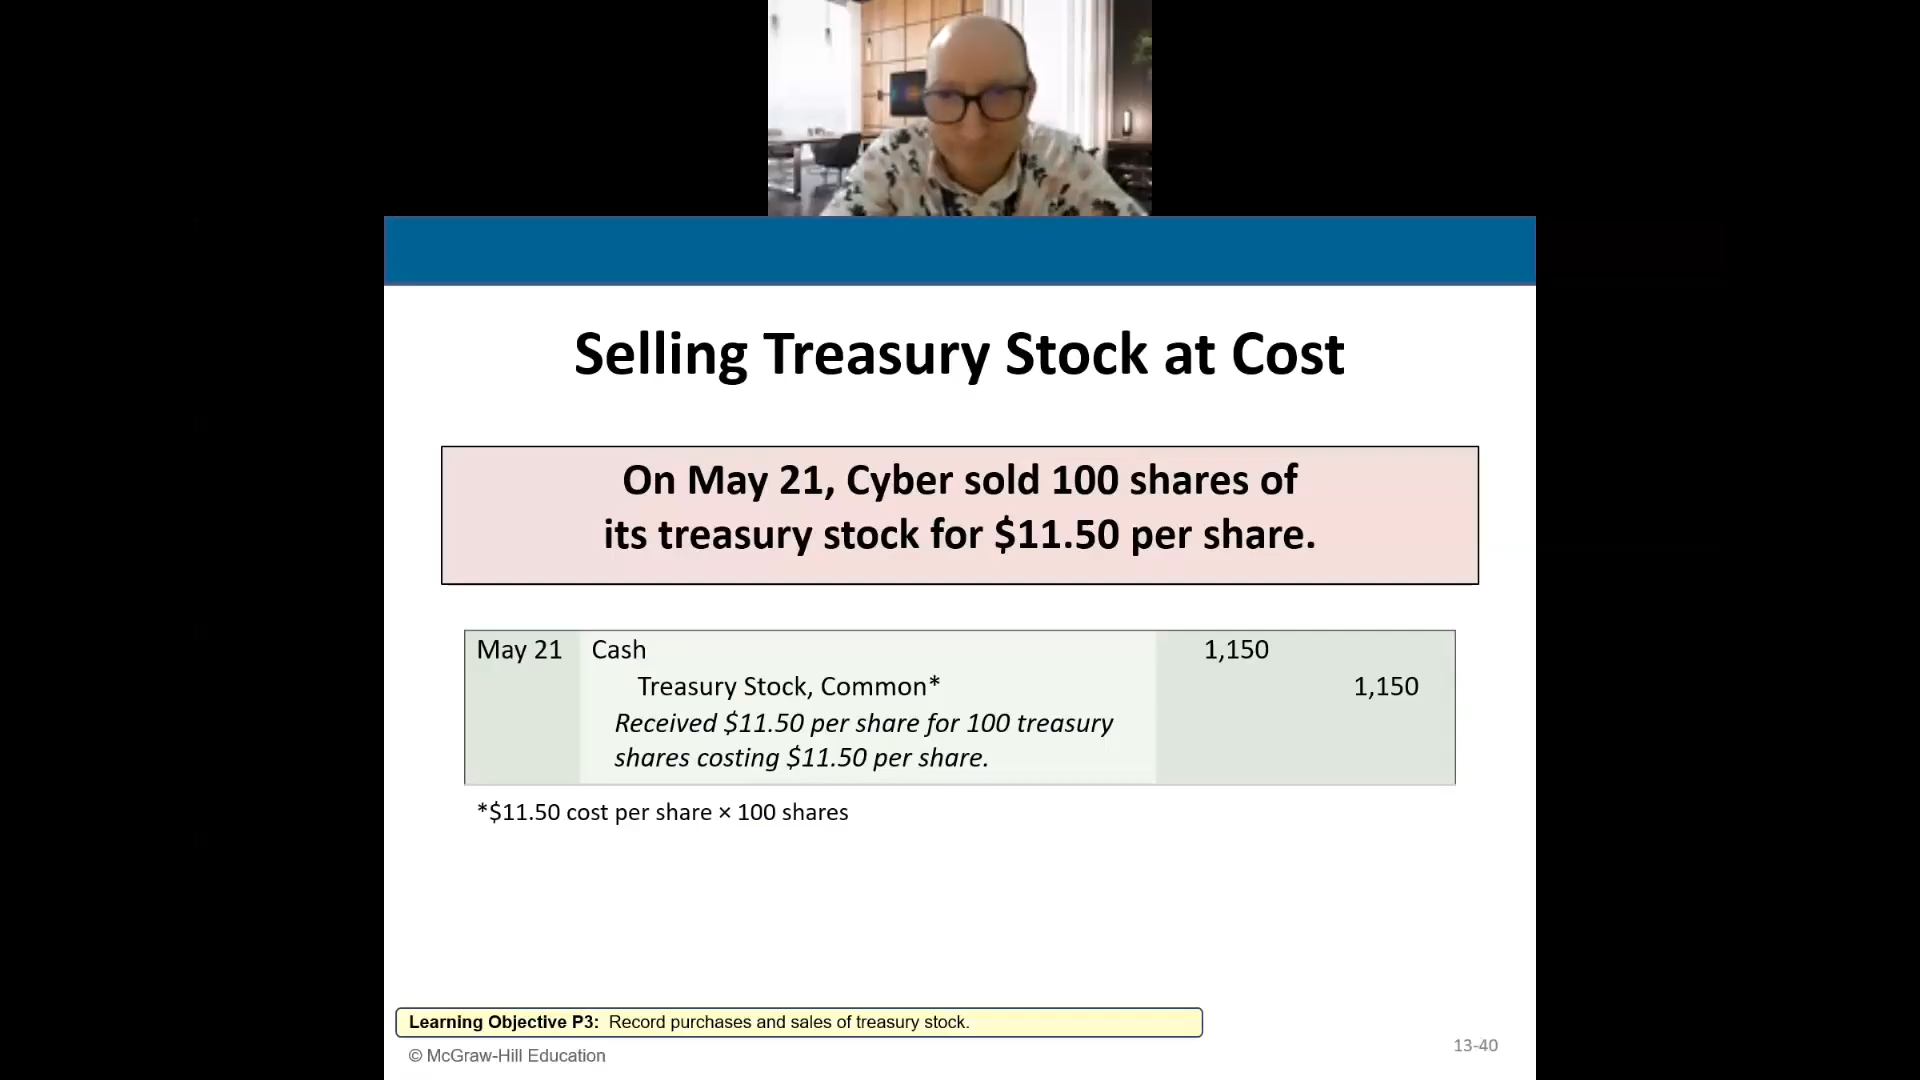 Selling Treasury Stock at Cost
On May 21, Cyber sold 100 shares of
its treasury stock for $11.50 per share.
May 21 Cash 1,150
Treasury Stock, Common* 1,150
Received $11.50 per share for 100 treasury
shares costing $11.50 per share.
*$11.50 cost per share × 100 shares
Learning Objective P3: Record purchases and sales of treasury stock.
© McGraw-Hill Education
13-40